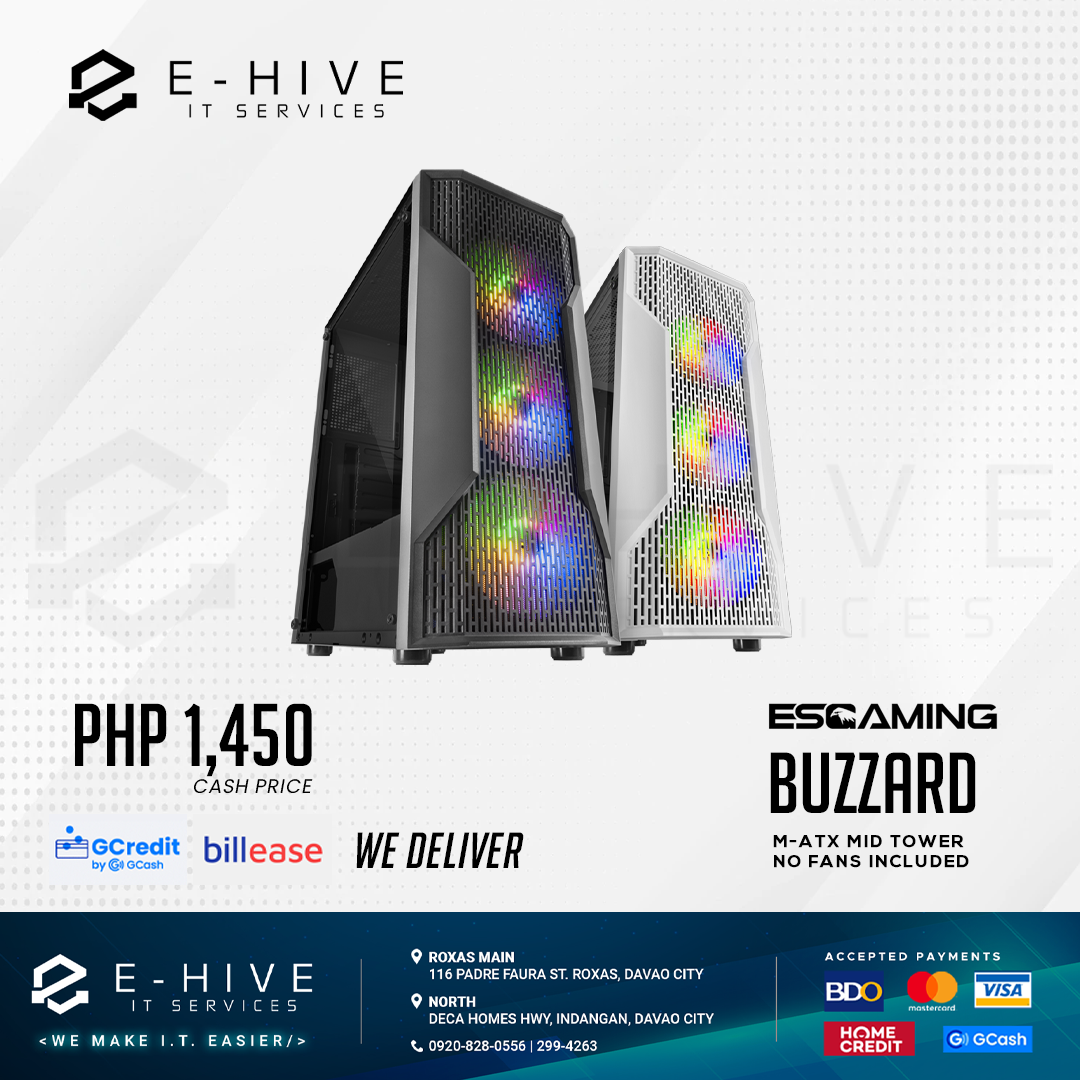 E-HIVE
IT SERVICES
E-HIVE
SERVICES
PHP 1,450
CASH PRICE
GCredit
by GCash
billease
WE DELIVER
ESGAMING
BUZZARD
M-ATX MID TOWER
NO FANS INCLUDED
E-HIVE
IT SERVICES
<WE MAKE I.T. EASIER/>
ROXAS MAIN
116 PADRE FAURA ST. ROXAS, DAVAO CITY
NORTH
DECA HOMES HWY, INDANGAN, DAVAO CITY
0920-828-0556 | 299-4263
ACCEPTED PAYMENTS
BDO
mastercard
VISA
HOME
CREDIT
GCash